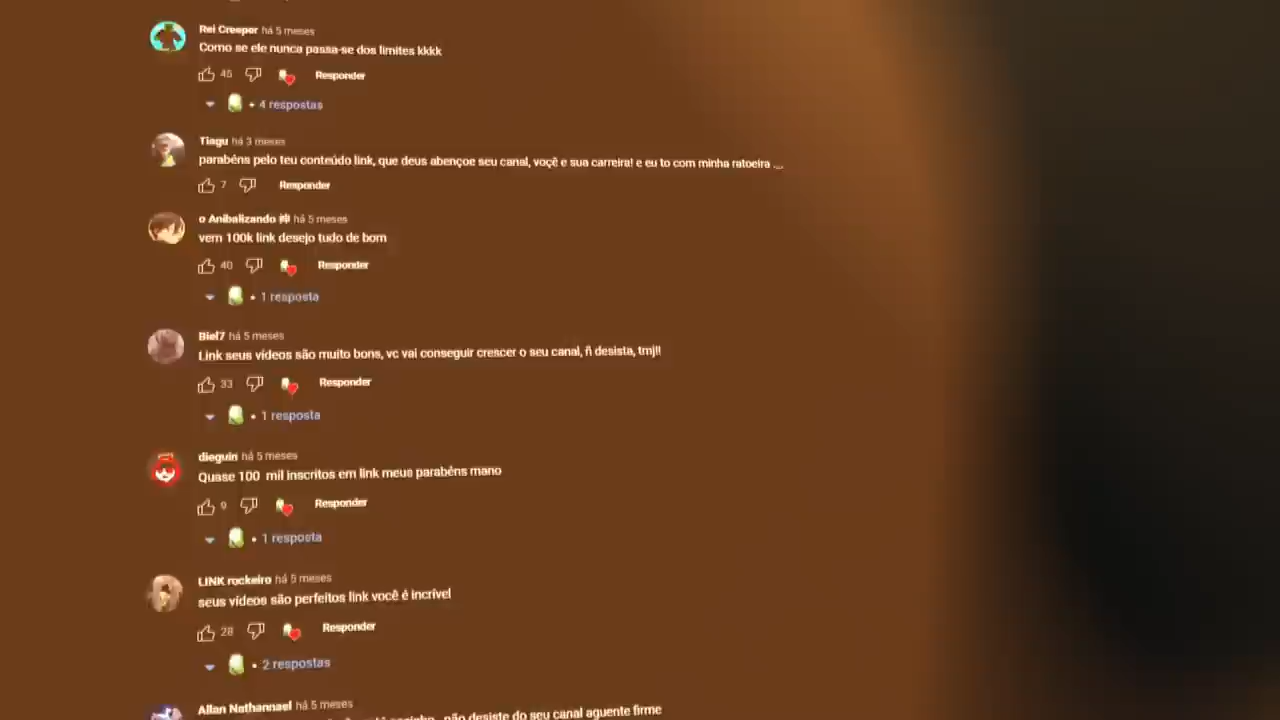 Rei Creeper há 5 meses
Como se ele nunca passa-se dos limites kkkk
45 Responder
• 4 respostas
Tiagu há 3 meses
parabéns pelo teu conteúdo link, que deus abençoe seu canal, voçê e sua carreira! e eu to com minha ratoeira ...
7 Responder
o Anibalizando 神 há 5 meses
vem 100k link desejo tudo de bom
40 Responder
• 1 resposta
Biel7 há 5 meses
Link seus vídeos são muito bons, vc vai conseguir crescer o seu canal, ñ desista, tmj!!
33 Responder
• 1 resposta
dieguin há 5 meses
Quase 100 mil inscritos em link meus parabéns mano
9 Responder
• 1 resposta
LINK rockeiro há 5 meses
seus vídeos são perfeitos link você é incrível
28 Responder
• 2 respostas
Allan Nathannael há 5 meses
não desiste do seu canal aguente firme